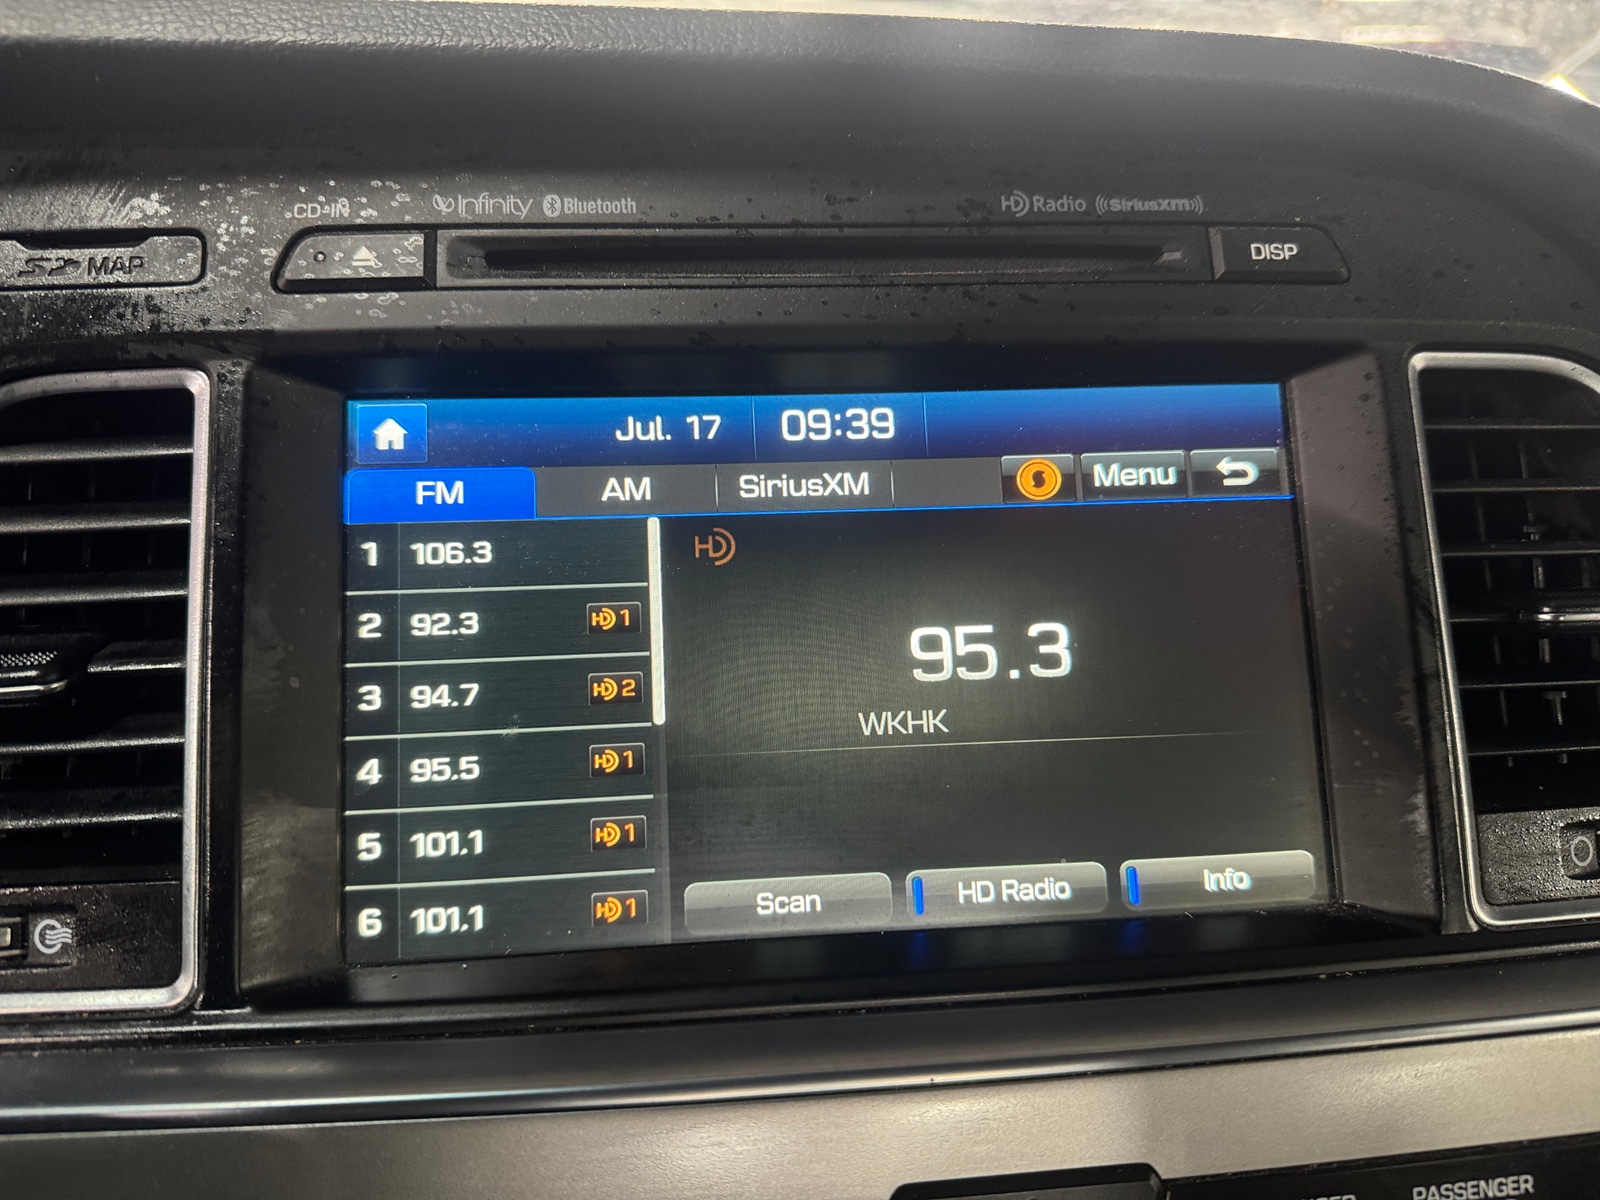 CD-IN Infinity Bluetooth HD Radio ((SiriusXM))
MAP DISP
Jul. 17 09:39
FM AM SiriusXM Menu
HD
1 106.3
2 92.3 HD 1
3 94.7 HD 2
4 95.5 HD 1
5 101.1 HD 1
6 101.1 HD 1
95.3
WKHK
Scan HD Radio Info
PASSENGER